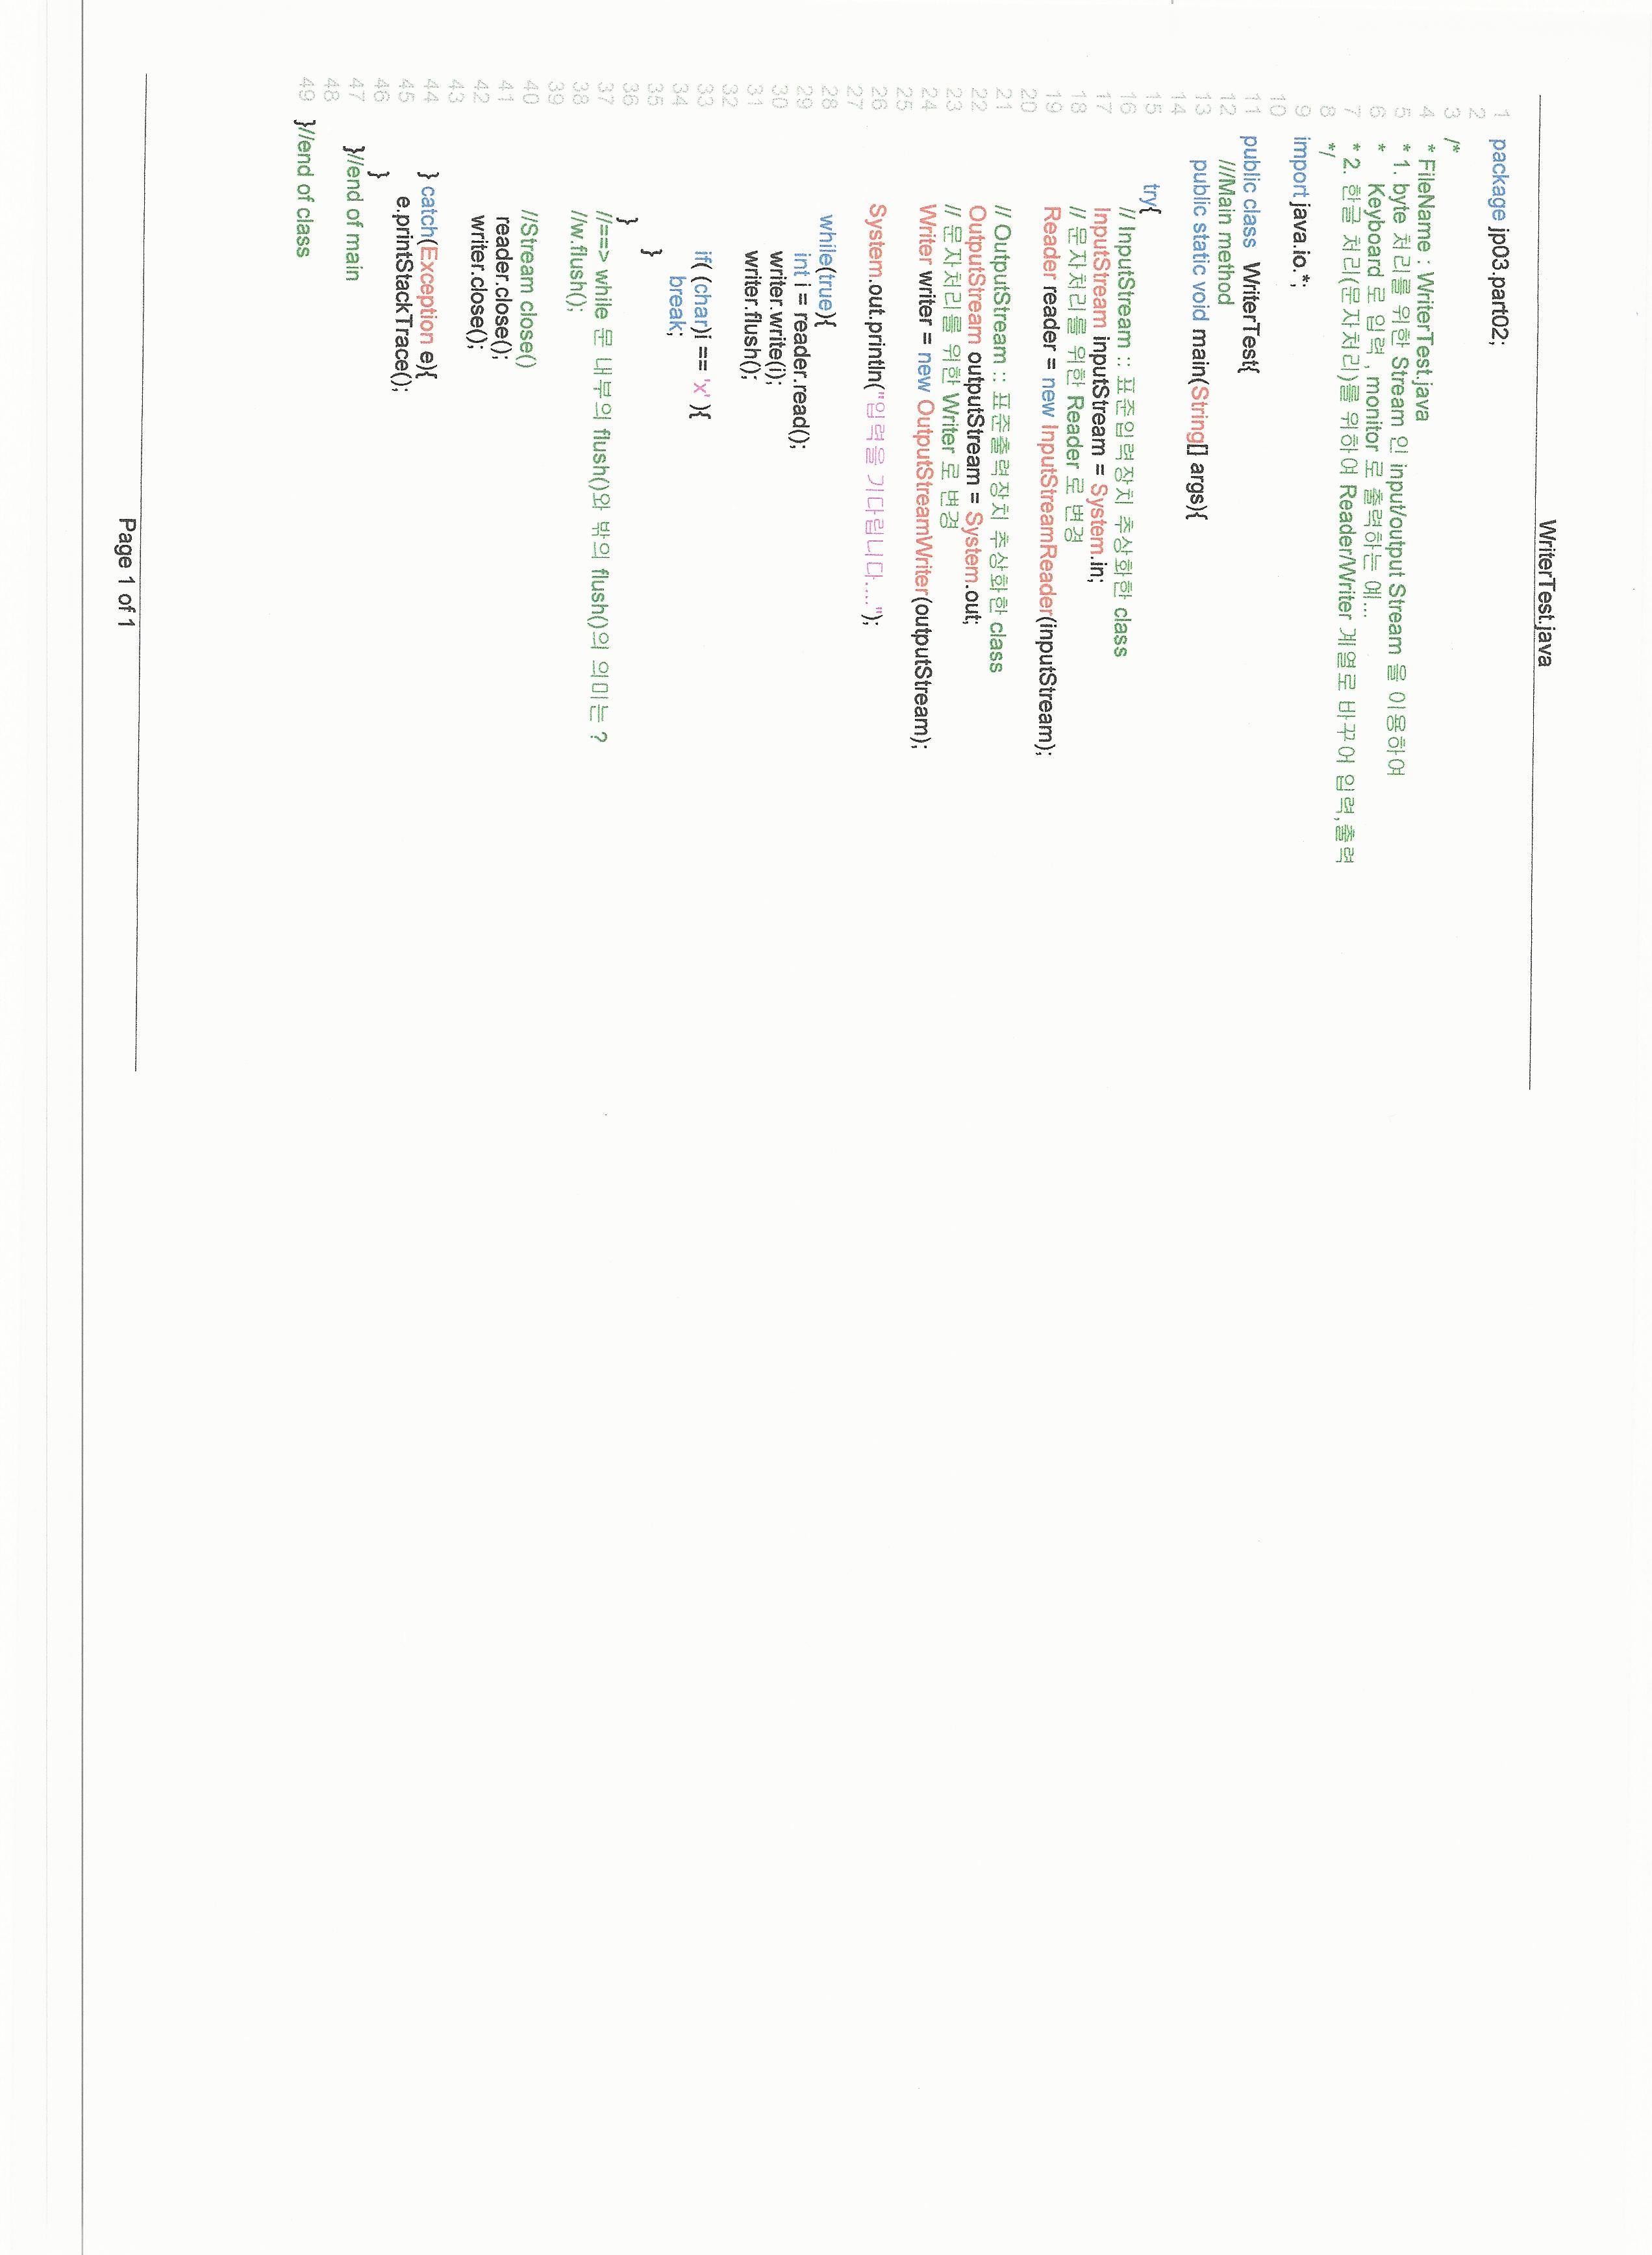 WriterTest.java
1 package jp03.part02;
2
3 /*
4 * FileName : WriterTest.java
5 * 1. byte 처리를 위한 Stream 인 input/output Stream 을 이용하여
6 * Keyboard 로 입력 , monitor 로 출력하는 예...
7 * 2. 한글 처리(문자처리)를 위하여 Reader/Writer 계열로 바꾸어 입력,출력
8 */
9 import java.io.*;
10
11 public class WriterTest{
12 ///Main method
13 public static void main(String[] args){
14
15 try{
16 // InputStream :: 표준입력장치 추상화한 class
17 InputStream inputStream = System.in;
18 // 문자처리를 위한 Reader 로 변경
19 Reader reader = new InputStreamReader(inputStream);
20
21 // OutputStream :: 표준출력장치 추상화한 class
22 OutputStream outputStream = System.out;
23 // 문자처리를 위한 Writer 로 변경
24 Writer writer = new OutputStreamWriter(outputStream);
25
26 System.out.println("입력을 기다립니다....");
27
28 while(true){
29 int i = reader.read();
30 writer.write(i);
31 writer.flush();
32
33 if( (char)i == 'x' ){
34 break;
35 }
36 }
37 //==> while 문 내부의 flush()와 밖의 flush()의 의미는 ?
38 //w.flush();
39
40 //Stream close()
41 reader.close();
42 writer.close();
43
44 } catch(Exception e){
45 e.printStackTrace();
46 }
47 }//end of main
48
49 }//end of class
Page 1 of 1